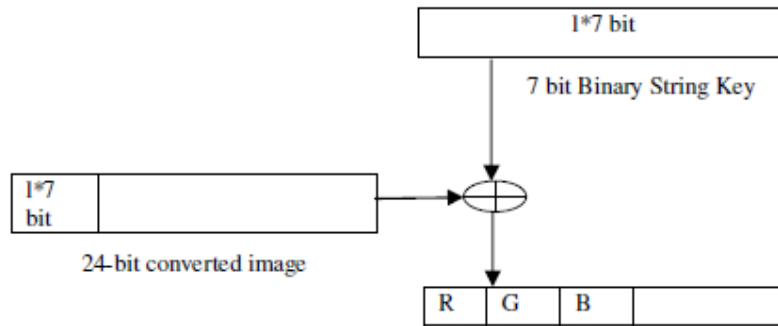 1*7 bit
7 bit Binary String Key
1*7
bit
24-bit converted image
R G B